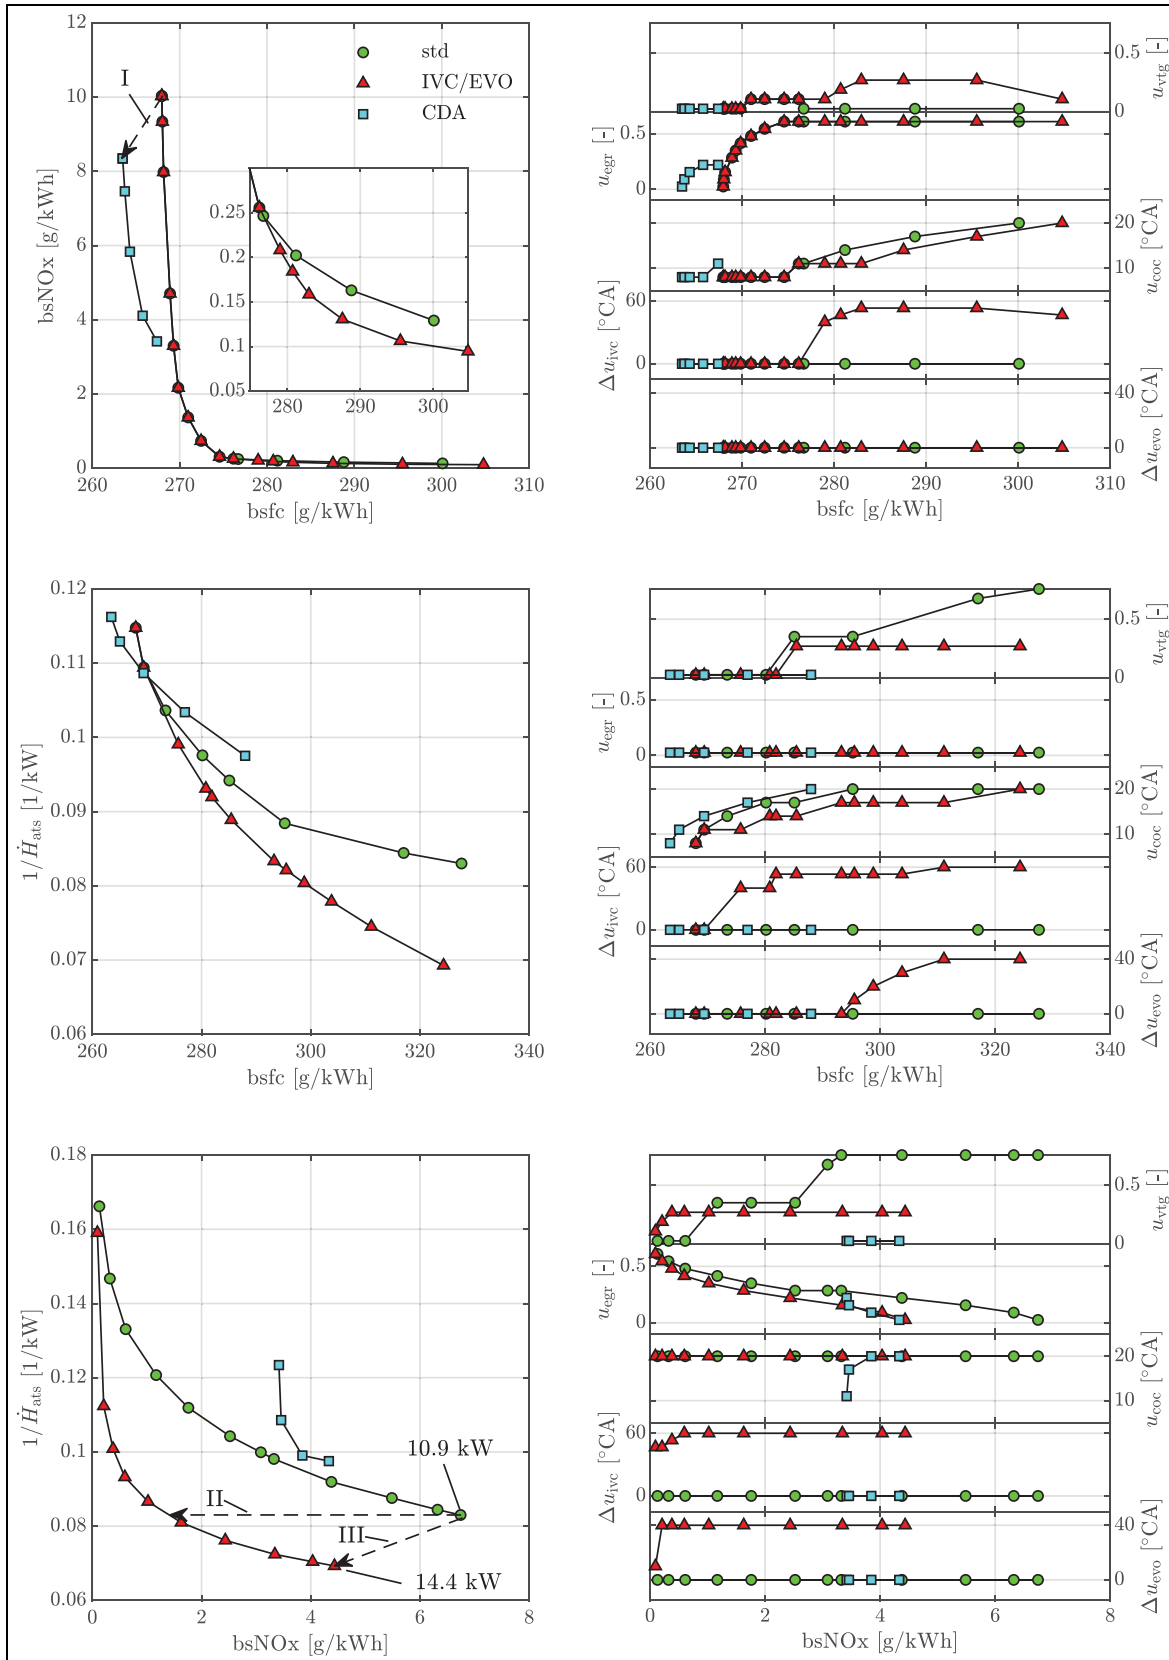 12
10
8
6
4
2
0
bsNOx [g/kWh]
I
std
IVC/EVO
CDA
0.25
0.2
0.15
0.1
0.05
280
290
300
260
270
280
290
300
310
bsfc [g/kWh]
0.5
0
u_vtg [-]
0.5
0
u_egr [-]
20
10
u_coc [°CA]
60
0
Δu_ivc [°CA]
40
0
Δu_evo [°CA]
260
270
280
290
300
310
bsfc [g/kWh]
0.12
0.11
0.1
0.09
0.08
0.07
0.06
1/Ḣ_ats [1/kW]
260
280
300
320
340
bsfc [g/kWh]
0.5
0
u_vtg [-]
0.5
0
u_egr [-]
20
10
u_coc [°CA]
60
0
Δu_ivc [°CA]
40
0
Δu_evo [°CA]
260
280
300
320
340
bsfc [g/kWh]
0.18
0.16
0.14
0.12
0.1
0.08
0.06
1/Ḣ_ats [1/kW]
10.9 kW
II
III
14.4 kW
0
2
4
6
8
bsNOx [g/kWh]
0.5
0
u_vtg [-]
0.5
0
u_egr [-]
20
10
u_coc [°CA]
60
0
Δu_ivc [°CA]
40
0
Δu_evo [°CA]
0
2
4
6
8
bsNOx [g/kWh]